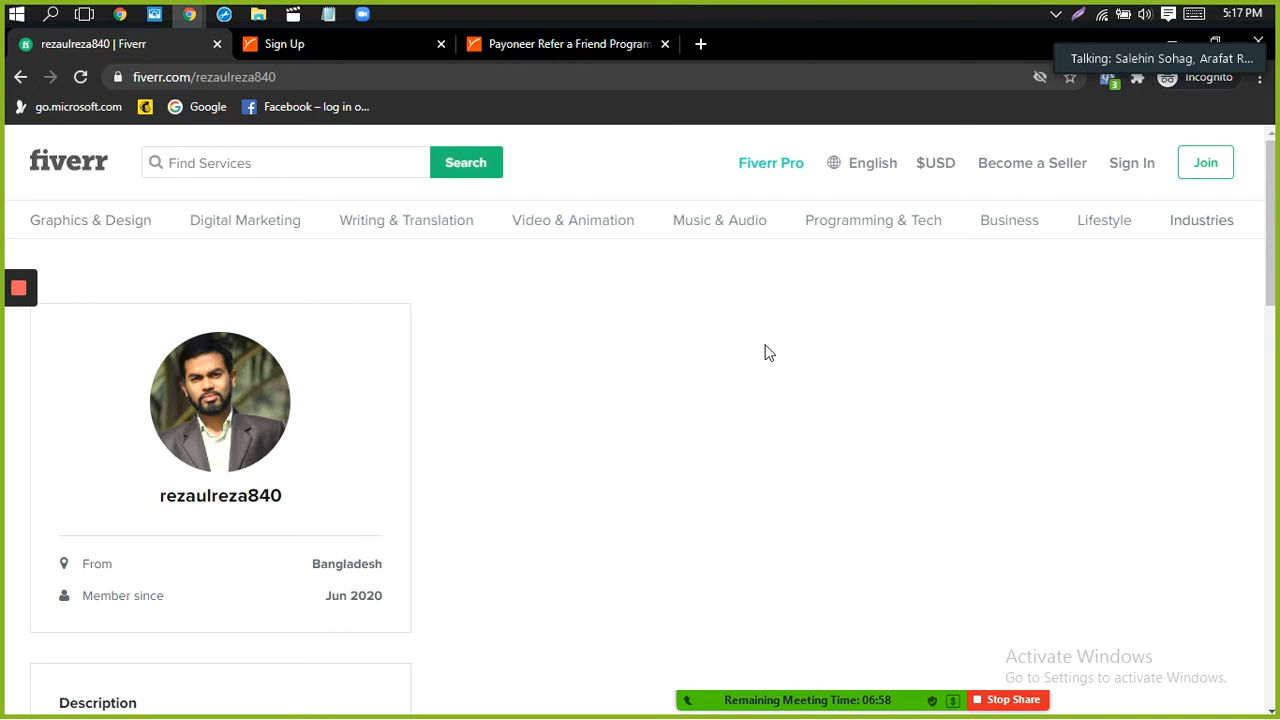 5:17 PM
rezaulreza840 | Fiverr
Sign Up
Payoneer Refer a Friend Program
Talking: Salehin Sohag, Arafat R...
fiverr.com/rezaulreza840
3
Incognito
go.microsoft.com
Google
Facebook – log in o...
fiverr
Find Services
Search
Fiverr Pro
English
$USD
Become a Seller
Sign In
Join
Graphics & Design
Digital Marketing
Writing & Translation
Video & Animation
Music & Audio
Programming & Tech
Business
Lifestyle
Industries
rezaulreza840
From Bangladesh
Member since Jun 2020
Description
Activate Windows
Go to Settings to activate Windows.
Remaining Meeting Time: 06:58
Stop Share